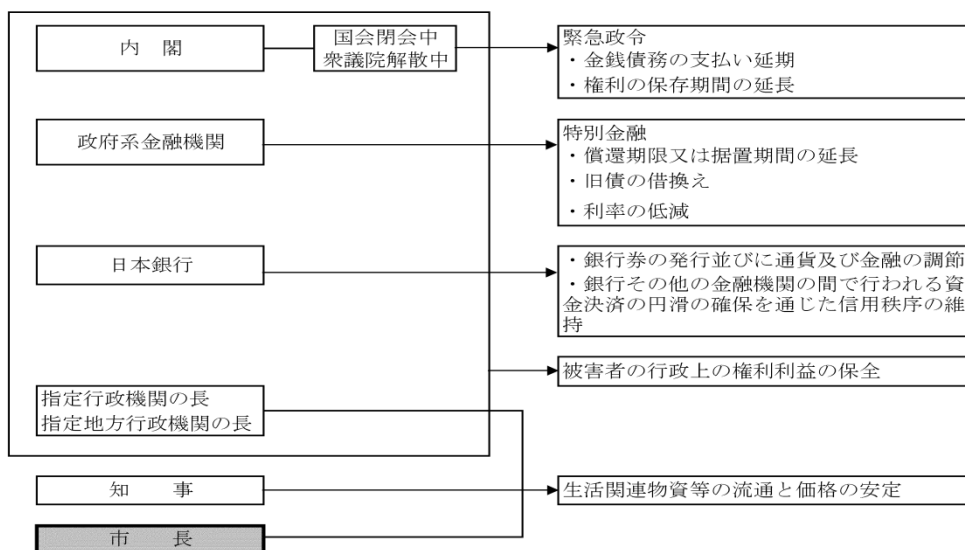 内　閣
国会閉会中
衆議院解散中
緊急政令
・金銭債務の支払い延期
・権利の保存期間の延長
政府系金融機関
特別金融
・償還期限又は据置期間の延長
・旧債の借換え
・利率の低減
日本銀行
・銀行券の発行並びに通貨及び金融の調節
・銀行その他の金融機関の間で行われる資
金決済の円滑の確保を通じた信用秩序の維
持
被害者の行政上の権利利益の保全
指定行政機関の長
指定地方行政機関の長
知　　事
生活関連物資等の流通と価格の安定
市　　長